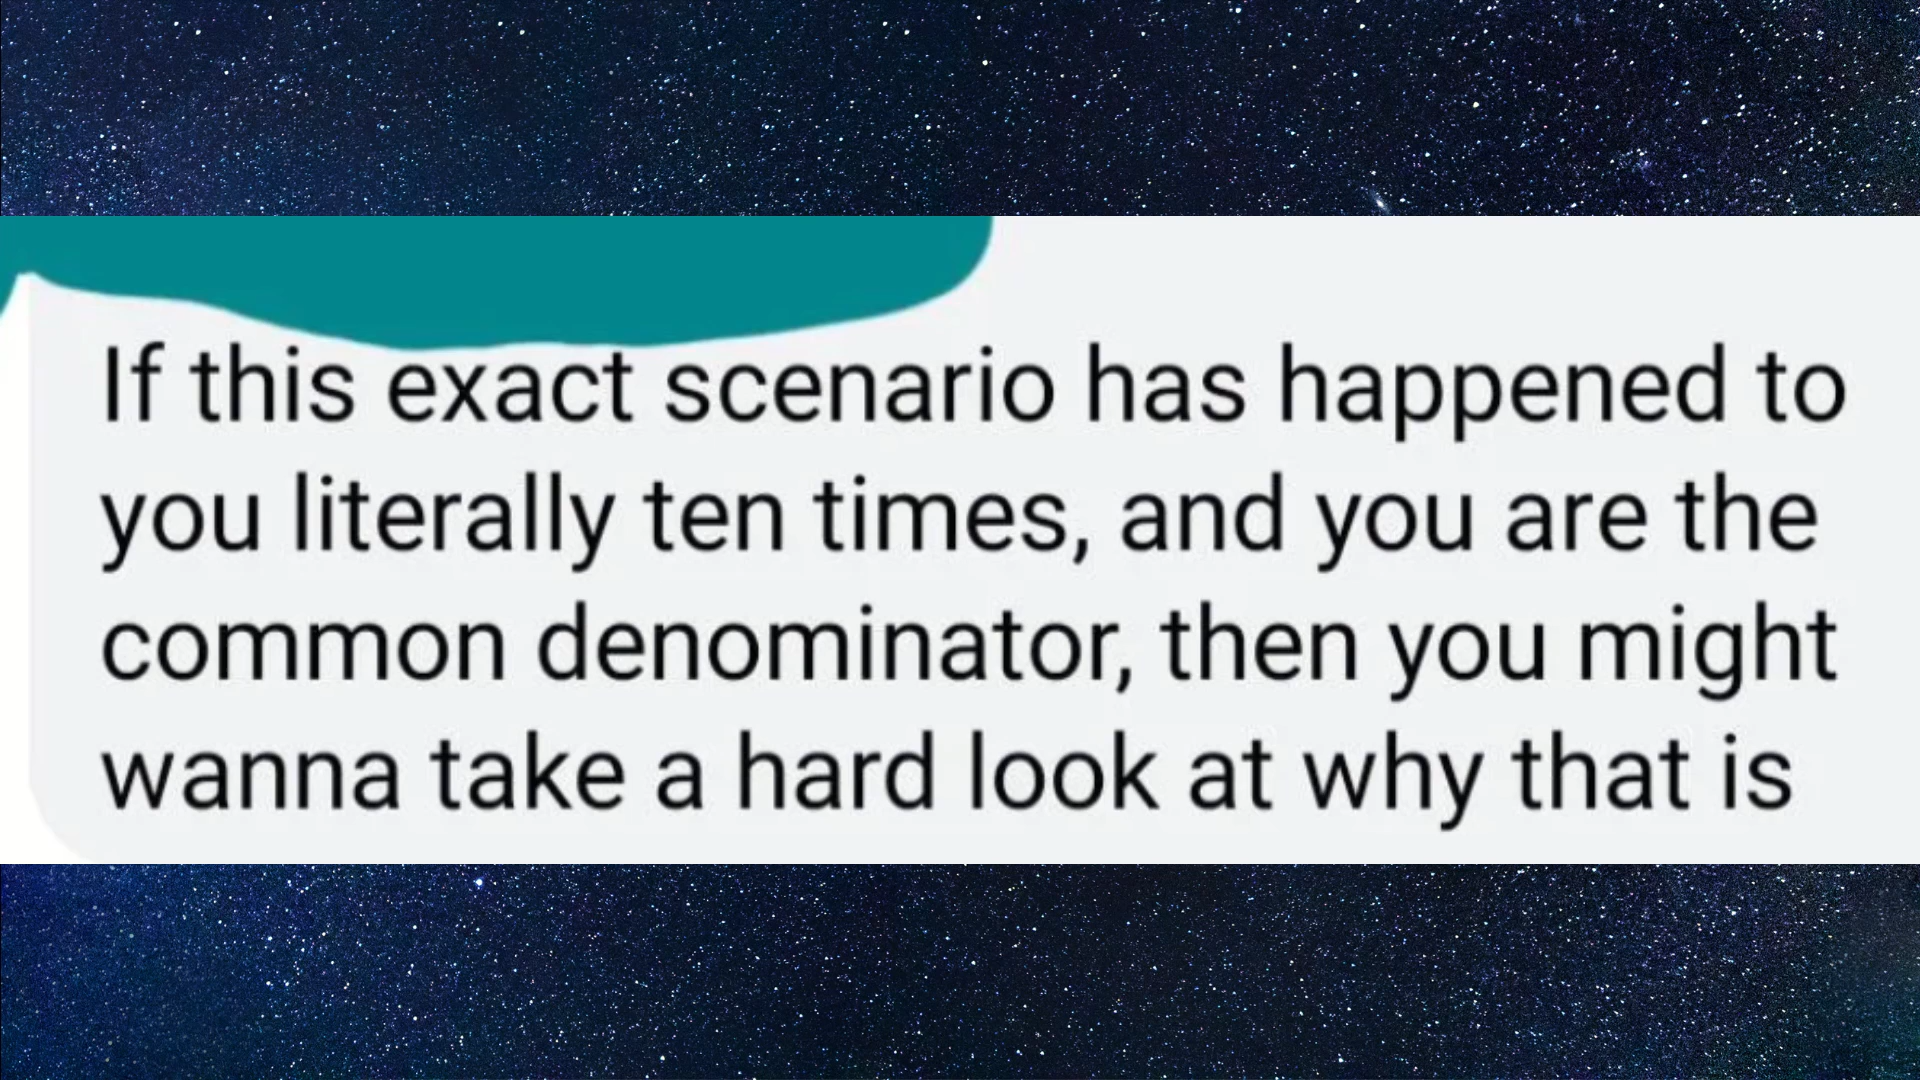 If this exact scenario has happened to
you literally ten times, and you are the
common denominator, then you might
wanna take a hard look at why that is